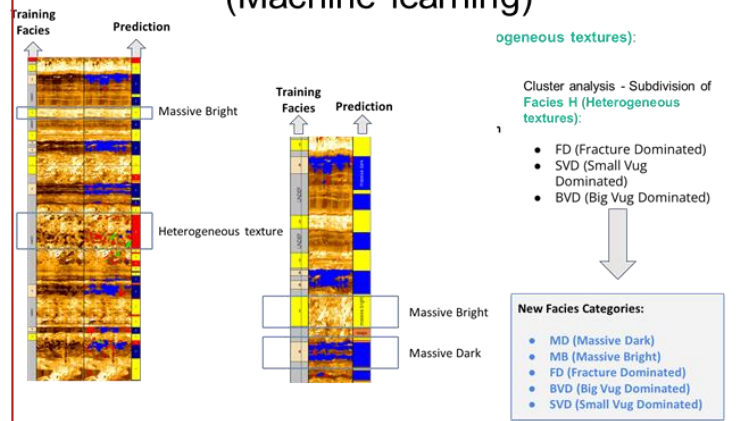 (Machine learning)
Training
Facies
Prediction
Massive Bright
Heterogeneous texture
Training
Facies
Prediction
Massive Bright
Massive Dark
ogeneous textures):
Cluster analysis - Subdivision of
Facies H (Heterogeneous
textures):
● FD (Fracture Dominated)
● SVD (Small Vug
Dominated)
● BVD (Big Vug Dominated)
New Facies Categories:
● MD (Massive Dark)
● MB (Massive Bright)
● FD (Fracture Dominated)
● BVD (Big Vug Dominated)
● SVD (Small Vug Dominated)